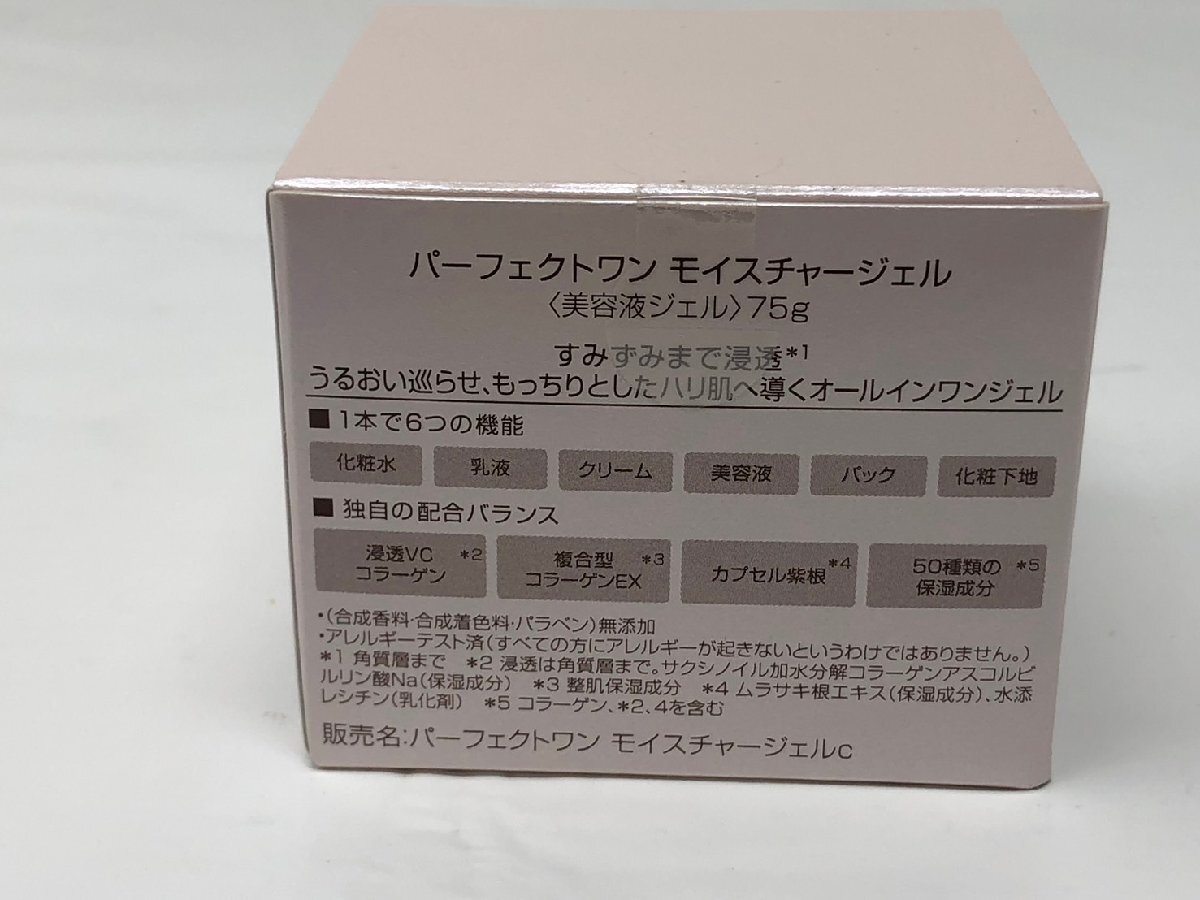 パーフェクトワン モイスチャージェル
〈美容液ジェル〉75g
すみずみまで浸透*1
うるおい巡らせ、もっちりとしたハリ肌へ導くオールインワンジェル
■ 1本で6つの機能
化粧水 乳液 クリーム 美容液 パック 化粧下地
■ 独自の配合バランス
浸透VC *2 複合型 *3 カプセル紫根 *4 50種類の *5
コラーゲン コラーゲンEX 保湿成分
・(合成香料・合成着色料・パラベン)無添加
・アレルギーテスト済(すべての方にアレルギーが起きないというわけではありません。)
*1 角質層まで *2 浸透は角質層まで。サクシノイル加水分解コラーゲンアスコルビ
ルリン酸Na(保湿成分) *3 整肌保湿成分 *4 ムラサキ根エキス(保湿成分)、水添
レシチン(乳化剤) *5 コラーゲン、*2、4を含む
販売名:パーフェクトワン モイスチャージェルc